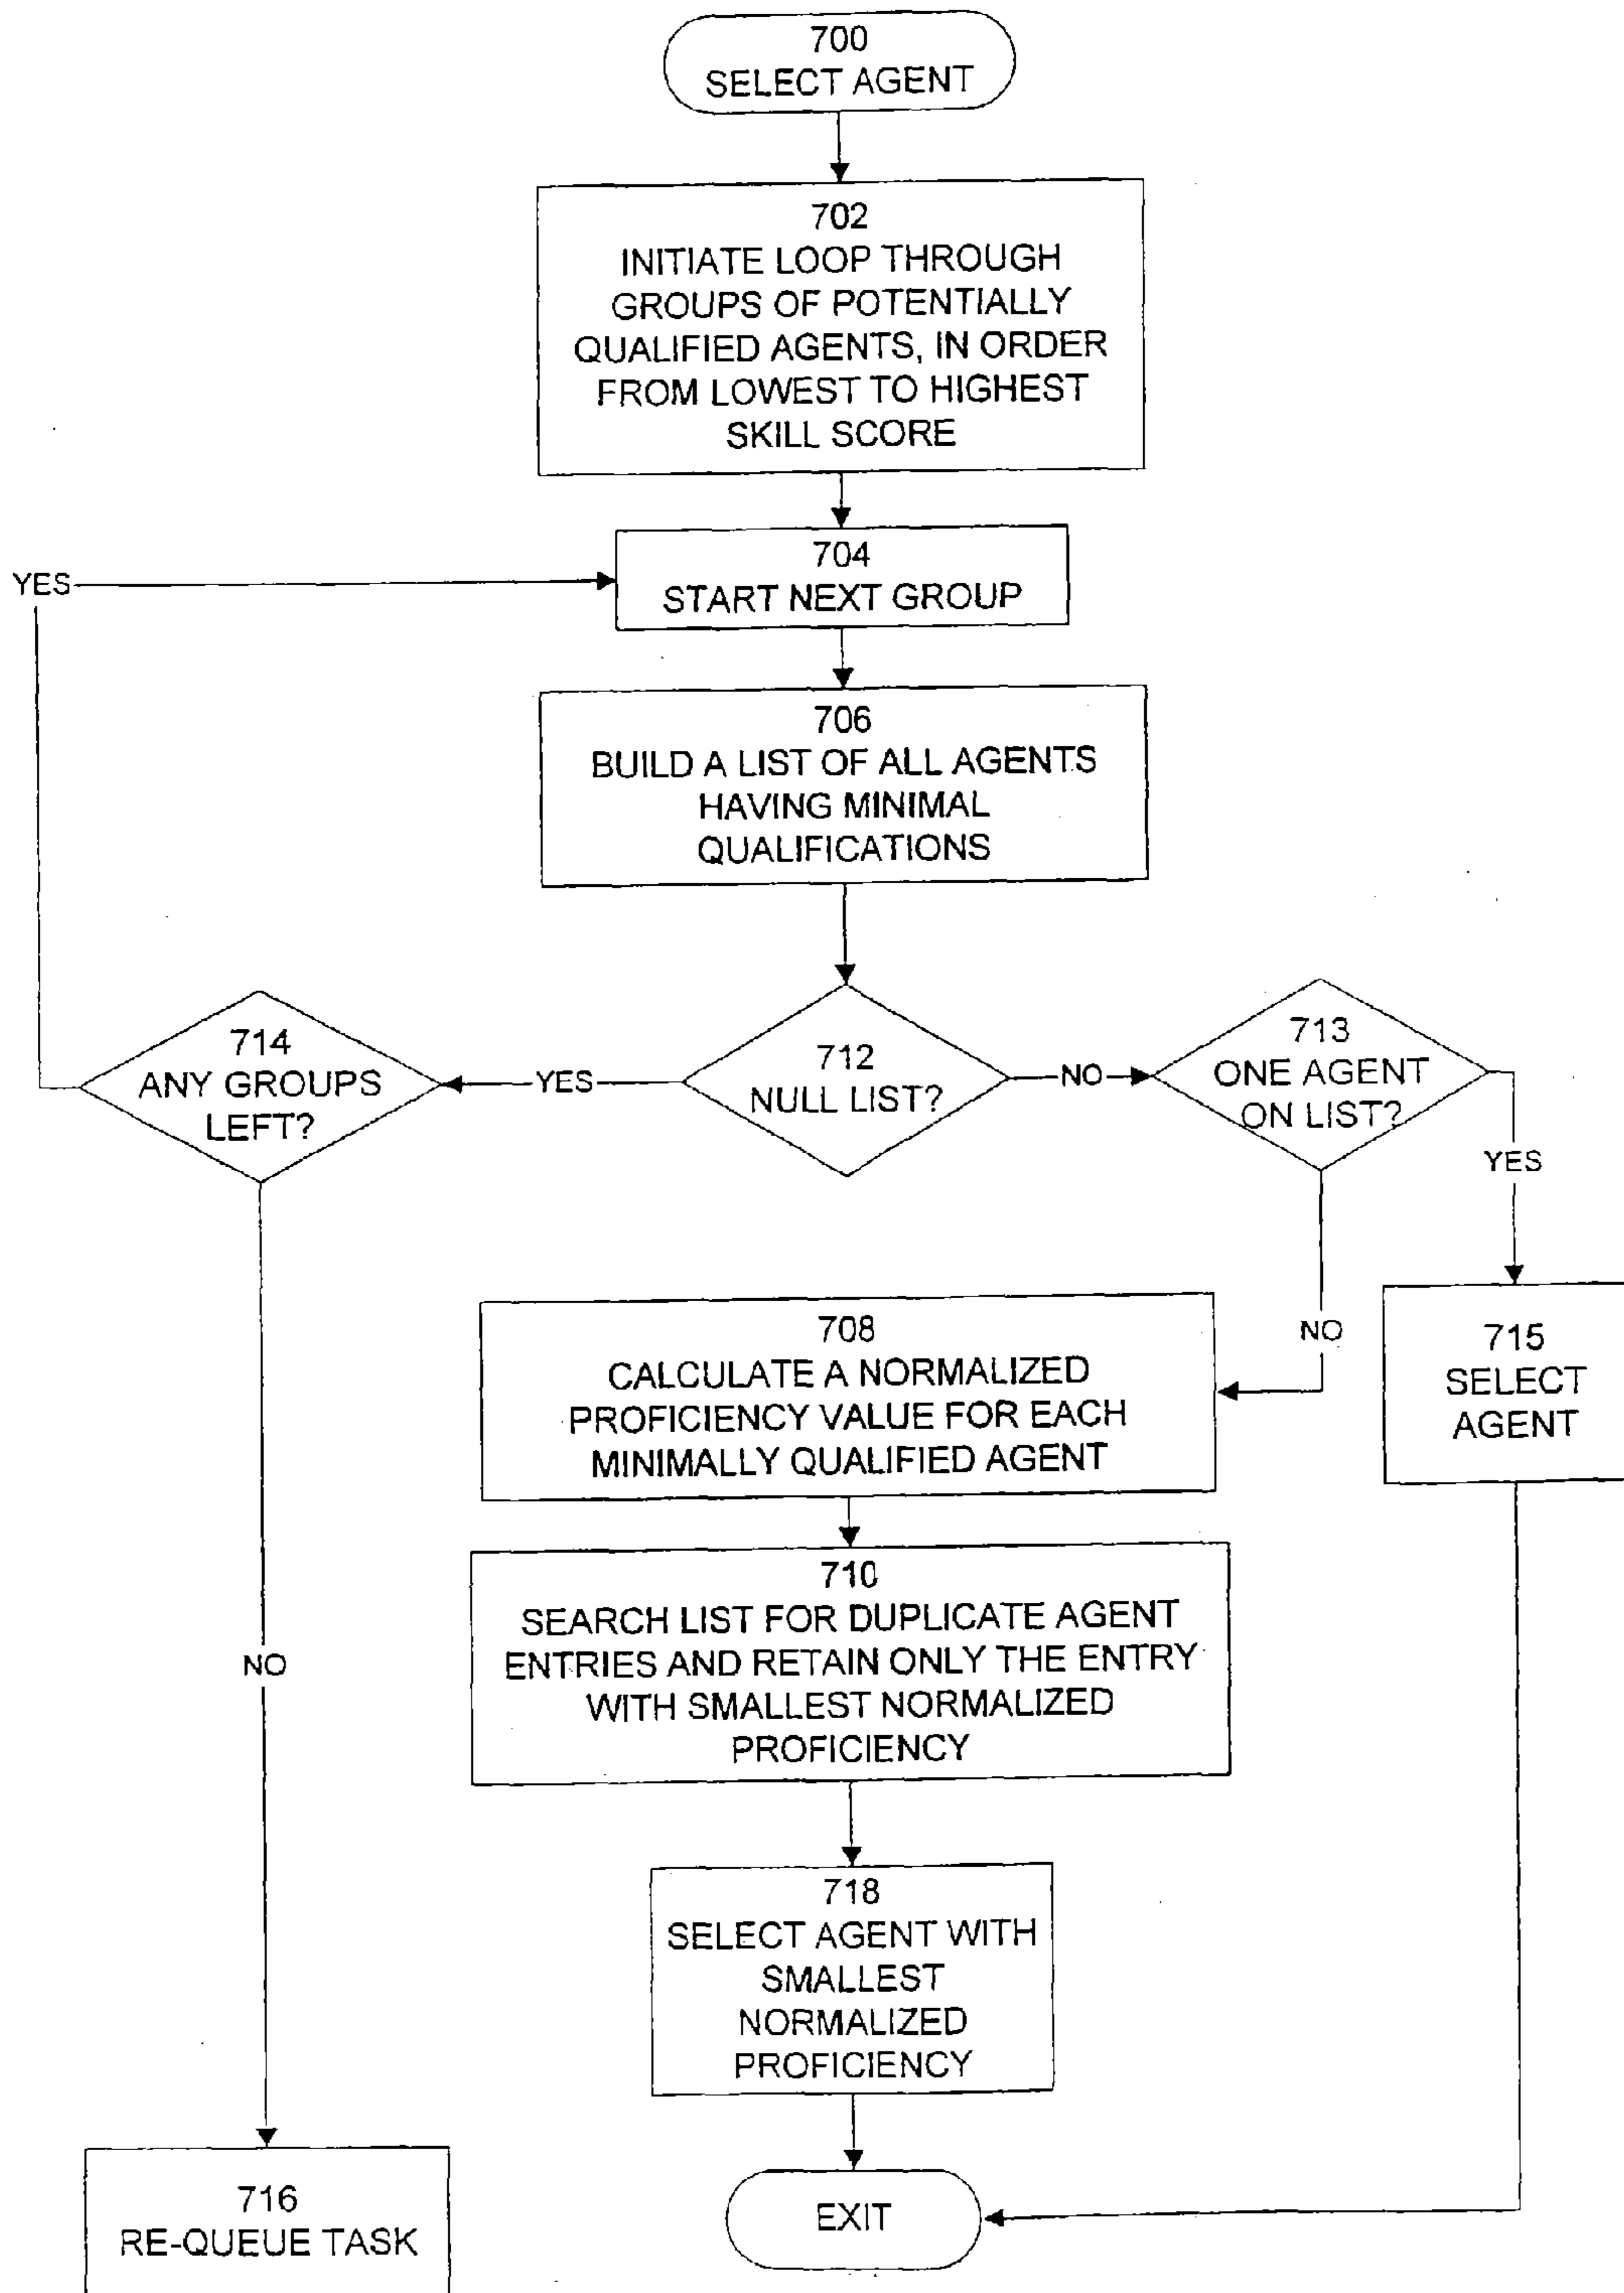 700
SELECT AGENT
702
INITIATE LOOP THROUGH
GROUPS OF POTENTIALLY
QUALIFIED AGENTS, IN ORDER
FROM LOWEST TO HIGHEST
SKILL SCORE
704
START NEXT GROUP
YES
706
BUILD A LIST OF ALL AGENTS
HAVING MINIMAL
QUALIFICATIONS
714
ANY GROUPS
LEFT?
YES
712
NULL LIST?
NO
713
ONE AGENT
ON LIST?
YES
NO
708
CALCULATE A NORMALIZED
PROFICIENCY VALUE FOR EACH
MINIMALLY QUALIFIED AGENT
715
SELECT
AGENT
710
SEARCH LIST FOR DUPLICATE AGENT
ENTRIES AND RETAIN ONLY THE ENTRY
WITH SMALLEST NORMALIZED
PROFICIENCY
NO
718
SELECT AGENT WITH
SMALLEST
NORMALIZED
PROFICIENCY
716
RE-QUEUE TASK
EXIT